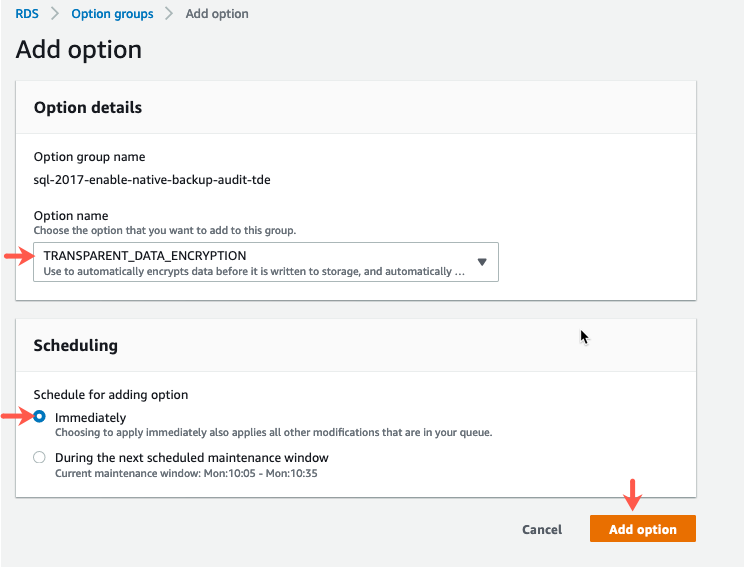 RDS > Option groups > Add option
Add option
Option details
Option group name
sql-2017-enable-native-backup-audit-tde
Option name
Choose the option that you want to add to this group.
TRANSPARENT_DATA_ENCRYPTION
Use to automatically encrypts data before it is written to storage, and automatically ...
Scheduling
Schedule for adding option
Immediately
Choosing to apply immediately also applies all other modifications that are in your queue.
During the next scheduled maintenance window
Current maintenance window: Mon:10:05 - Mon:10:35
Cancel
Add option